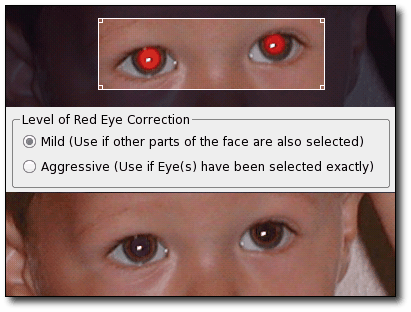 Level of Red Eye Correction
Mild (Use if other parts of the face are also selected)
Aggressive (Use if Eye(s) have been selected exactly)